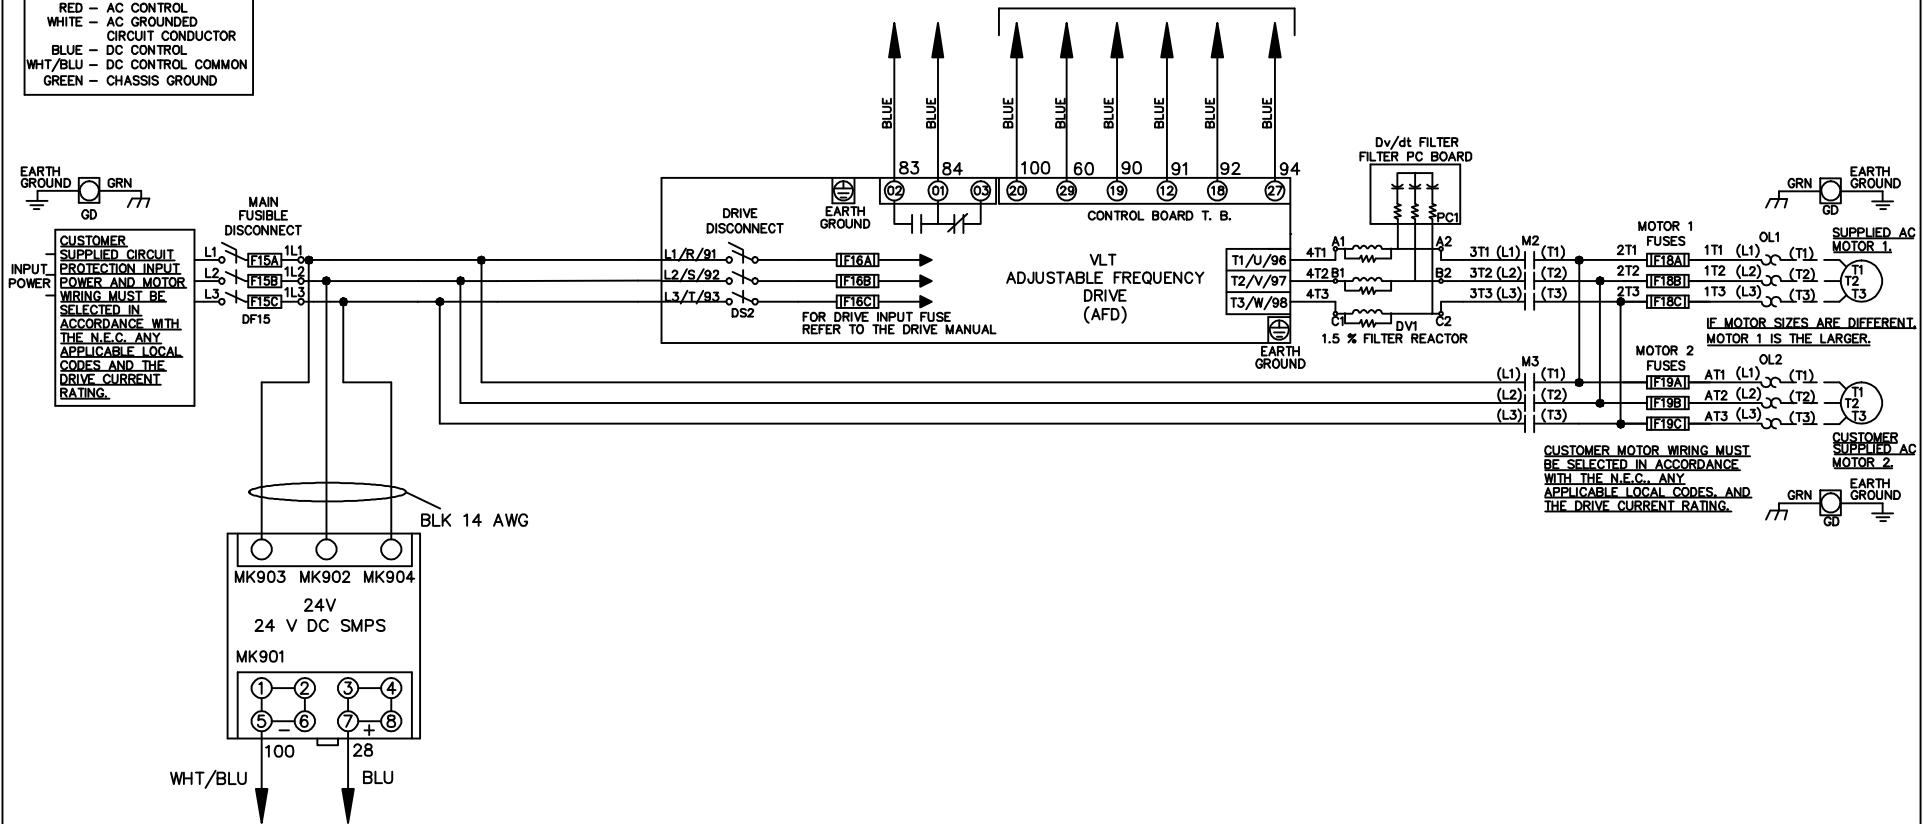 RED – AC CONTROL
WHITE – AC GROUNDED
CIRCUIT CONDUCTOR
BLUE – DC CONTROL
WHT/BLU – DC CONTROL COMMON
GREEN – CHASSIS GROUND
EARTH
GROUND
GRN
GD
INPUT
POWER
CUSTOMER
SUPPLIED CIRCUIT
PROTECTION INPUT
POWER AND MOTOR
WIRING MUST BE
SELECTED IN
ACCORDANCE WITH
THE N.E.C. ANY
APPLICABLE LOCAL
CODES AND THE
DRIVE CURRENT
RATING.
MAIN
FUSIBLE
DISCONNECT
L1 F15A 1L1
L2 F15B 1L2
L3 F15C 1L3
DF15
BLK 14 AWG
MK903 MK902 MK904
24V
24 V DC SMPS
MK901
1 2 3 4
5 6 7 8
– +
100 28
WHT/BLU BLU
BLUE BLUE BLUE BLUE BLUE BLUE BLUE BLUE
83 84 100 60 90 91 92 94
02 01 03 20 29 19 12 18 27
EARTH
GROUND
CONTROL BOARD T. B.
DRIVE
DISCONNECT
L1/R/91 F16A
L2/S/92 F16B
L3/T/93 F16C
DS2
FOR DRIVE INPUT FUSE
REFER TO THE DRIVE MANUAL
VLT
ADJUSTABLE FREQUENCY
DRIVE
(AFD)
T1/U/96
T2/V/97
T3/W/98
EARTH
GROUND
Dv/dt FILTER
FILTER PC BOARD
PC1
4T1 A1 A2
4T2 B1 B2
4T3 C1 C2
DV1
1.5 % FILTER REACTOR
M2
3T1 (L1) (T1)
3T2 (L2) (T2)
3T3 (L3) (T3)
MOTOR 1
FUSES
2T1 F18A 1T1 (L1) (T1)
2T2 F18B 1T2 (L2) (T2)
2T3 F18C 1T3 (L3) (T3)
OL1
GRN
EARTH
GROUND
GD
SUPPLIED AC
MOTOR 1.
T1
T2
T3
IF MOTOR SIZES ARE DIFFERENT,
MOTOR 1 IS THE LARGER.
M3
(L1) (T1)
(L2) (T2)
(L3) (T3)
MOTOR 2
FUSES
F19A AT1 (L1) (T1)
F19B AT2 (L2) (T2)
F19C AT3 (L3) (T3)
OL2
T1
T2
T3
CUSTOMER
SUPPLIED AC
MOTOR 2.
CUSTOMER MOTOR WIRING MUST
BE SELECTED IN ACCORDANCE
WITH THE N.E.C., ANY
APPLICABLE LOCAL CODES, AND
THE DRIVE CURRENT RATING.
GRN
EARTH
GROUND
GD